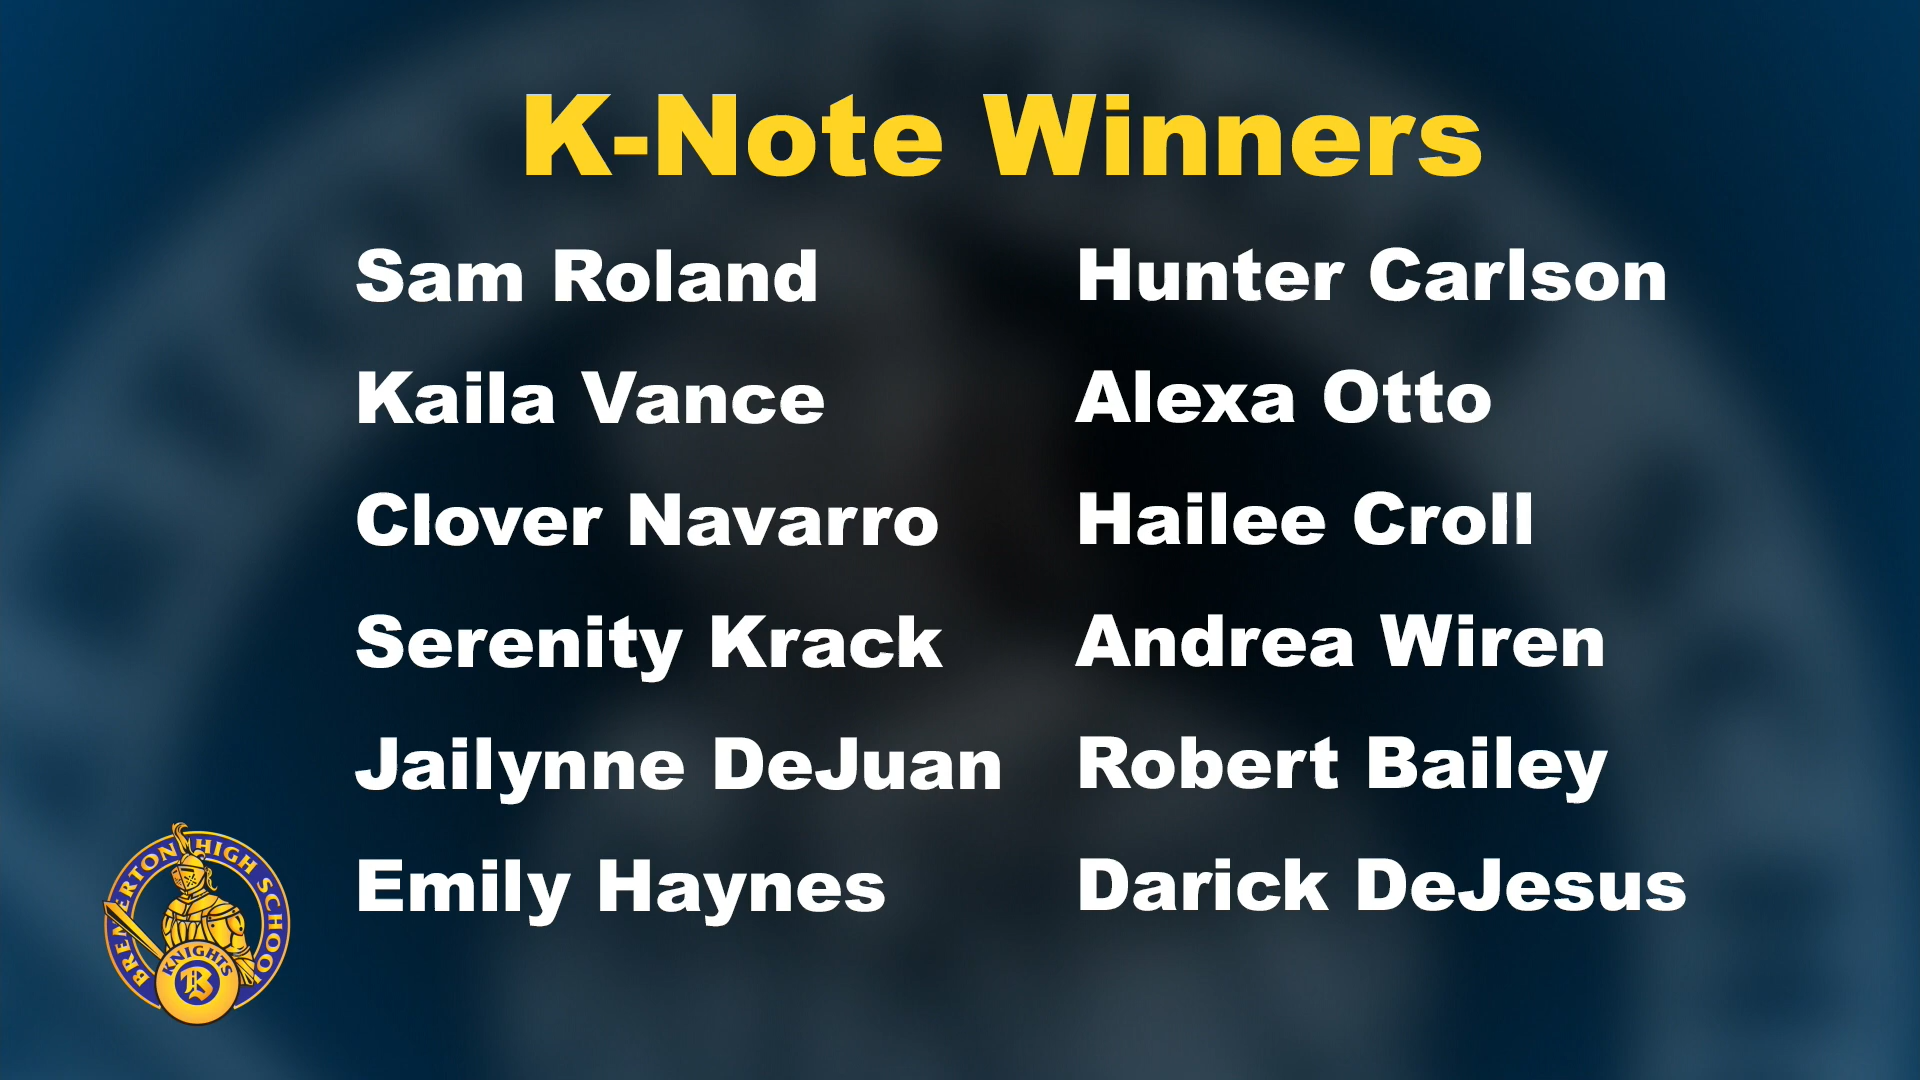 K-Note Winners
Sam Roland
Kaila Vance
Clover Navarro
Serenity Krack
Jailynne DeJuan
Emily Haynes
Hunter Carlson
Alexa Otto
Hailee Croll
Andrea Wiren
Robert Bailey
Darick DeJesus
BREMERTON HIGH SCHOOL
KNIGHTS
B